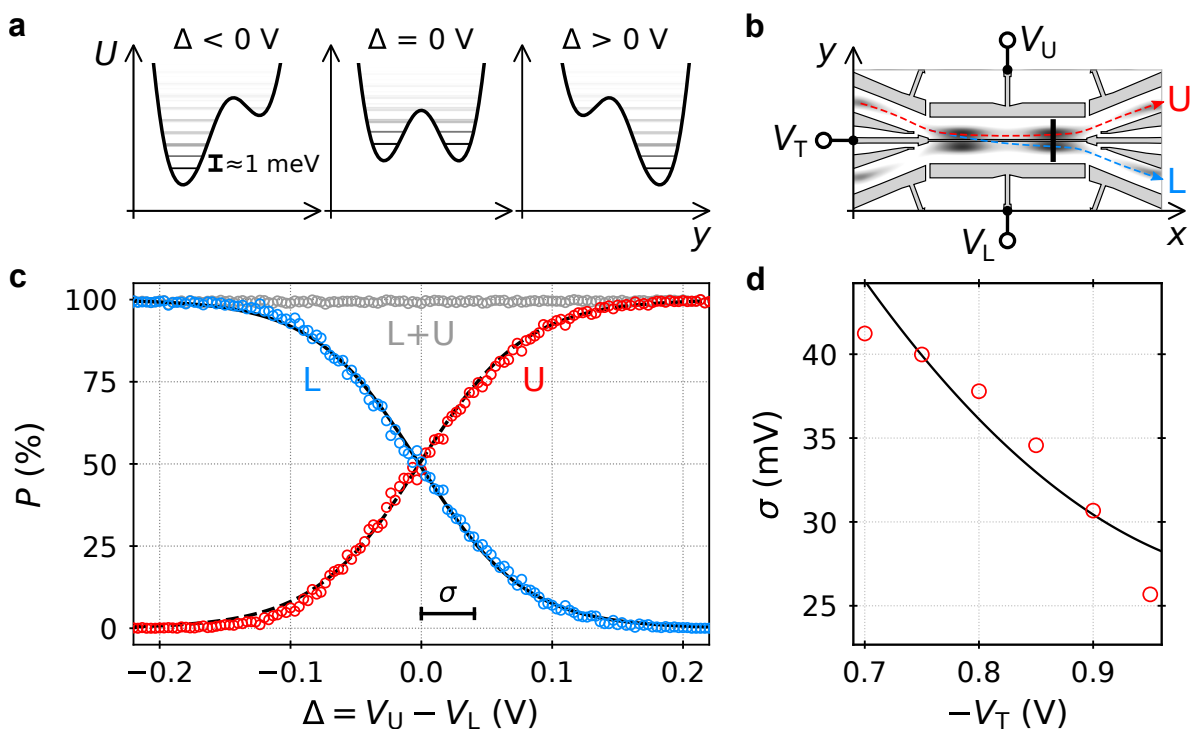 a
U
Δ < 0 V
Δ = 0 V
Δ > 0 V
≈1 meV
y
b
y
V_U
V_T
U
L
V_L
x
c
P (%)
100
75
50
25
0
L+U
L
U
σ
−0.2
−0.1
0.0
0.1
0.2
Δ = V_U − V_L (V)
d
σ (mV)
40
35
30
25
0.7
0.8
0.9
−V_T (V)